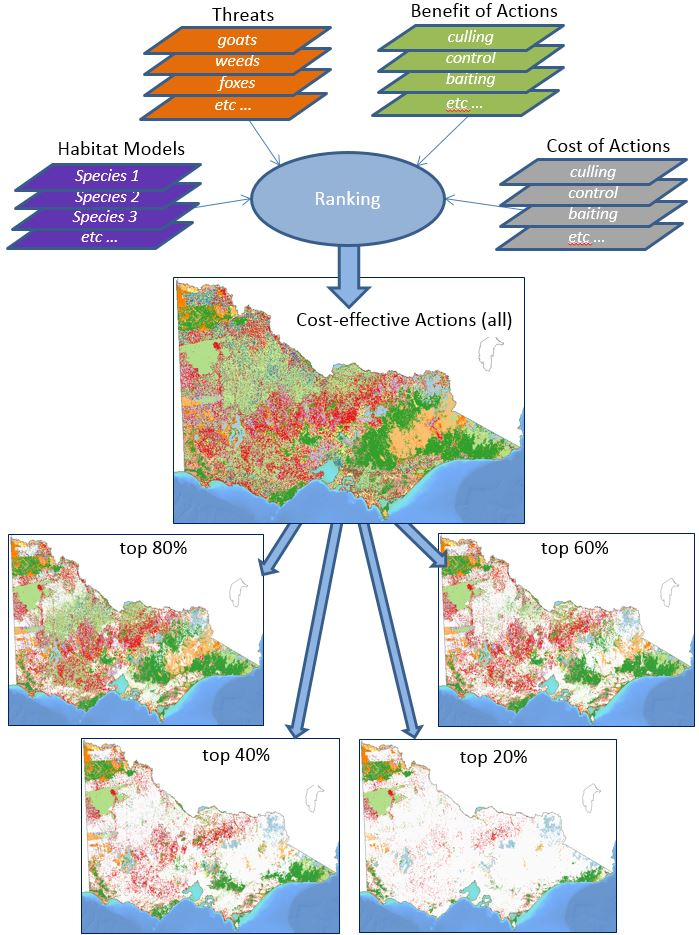 Threats
goats
weeds
foxes
etc ...
Benefit of Actions
culling
control
baiting
etc ...
Habitat Models
Species 1
Species 2
Species 3
etc ...
Cost of Actions
culling
control
baiting
etc ...
Ranking
Cost-effective Actions (all)
top 80%
top 60%
top 40%
top 20%